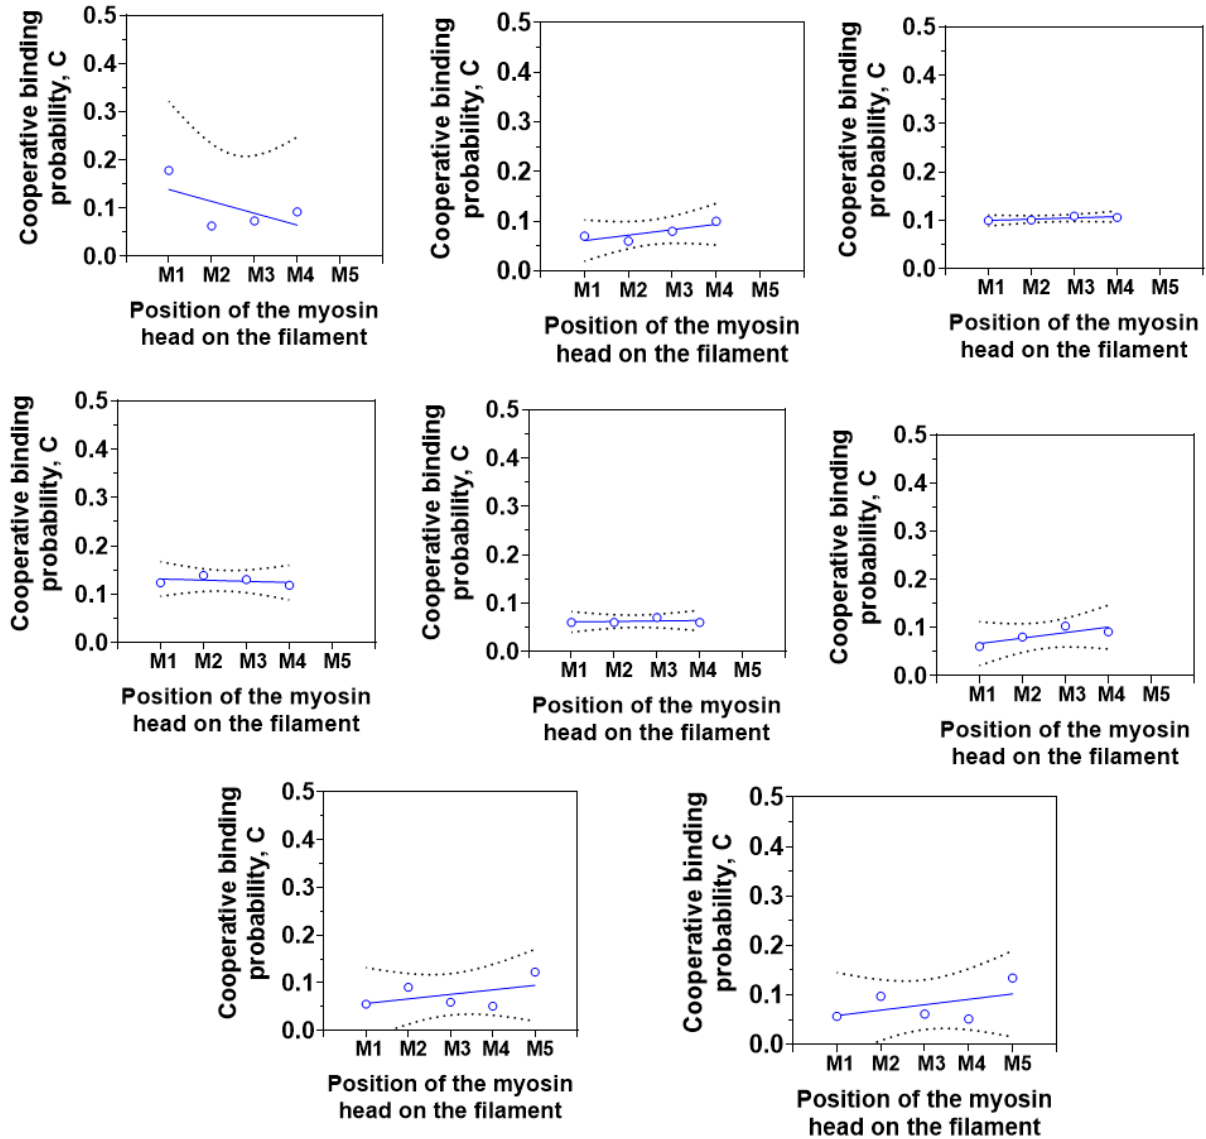 Cooperative binding
probability, C
0.5
0.4
0.3
0.2
0.1
0.0
M1 M2 M3 M4 M5
Position of the myosin
head on the filament
Cooperative binding
probability, C
0.5
0.4
0.3
0.2
0.1
0.0
M1 M2 M3 M4 M5
Position of the myosin
head on the filament
Cooperative binding
probability, C
0.5
0.4
0.3
0.2
0.1
0.0
M1 M2 M3 M4 M5
Position of the myosin
head on the filament
Cooperative binding
probability, C
0.5
0.4
0.3
0.2
0.1
0.0
M1 M2 M3 M4 M5
Position of the myosin
head on the filament
Cooperative binding
probability, C
0.5
0.4
0.3
0.2
0.1
0.0
M1 M2 M3 M4 M5
Position of the myosin
head on the filament
Cooperative binding
probability, C
0.5
0.4
0.3
0.2
0.1
0.0
M1 M2 M3 M4 M5
Position of the myosin
head on the filament
Cooperative binding
probability, C
0.5
0.4
0.3
0.2
0.1
0.0
M1 M2 M3 M4 M5
Position of the myosin
head on the filament
Cooperative binding
probability, C
0.5
0.4
0.3
0.2
0.1
0.0
M1 M2 M3 M4 M5
Position of the myosin
head on the filament